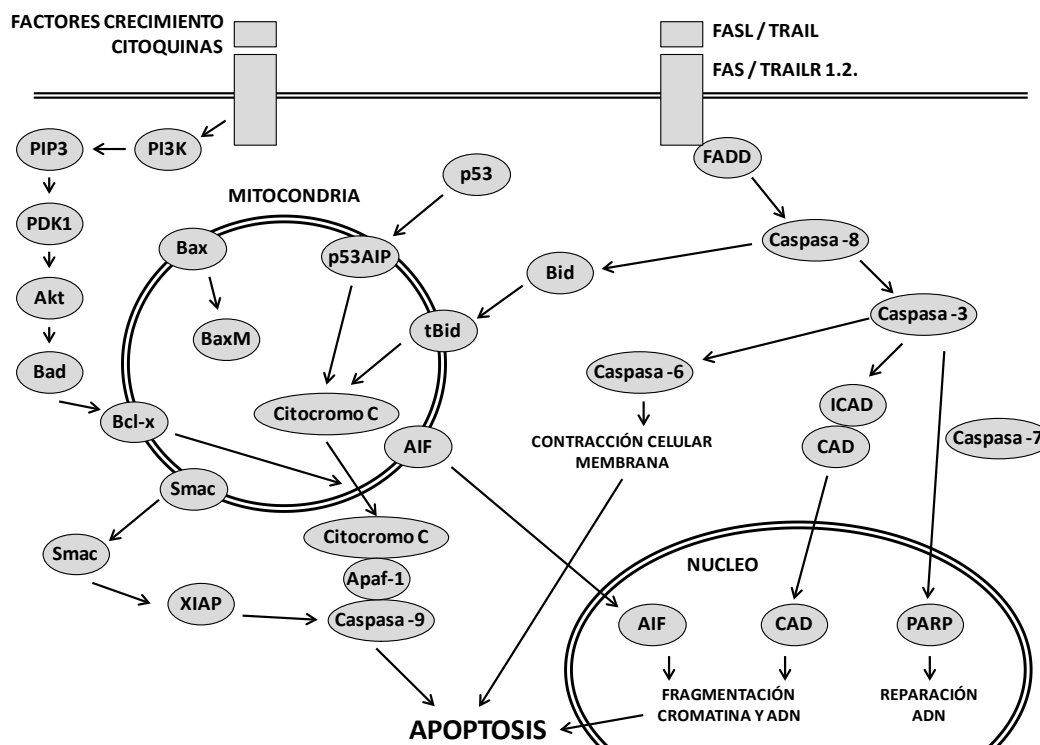 FACTORES CRECIMIENTO
CITOQUINAS
FASL / TRAIL
FAS / TRAILR 1.2.
PIP3
PI3K
FADD
p53
MITOCONDRIA
PDK1
Bax
p53AIP
Caspasa -8
Bid
Akt
BaxM
tBid
Caspasa -3
Bad
Caspasa -6
Bcl-x
Citocromo C
ICAD
AIF
CONTRACCIÓN CELULAR
MEMBRANA
CAD
Caspasa -7
Smac
Citocromo C
Smac
Apaf-1
NUCLEO
XIAP
Caspasa -9
AIF
CAD
PARP
FRAGMENTACIÓN
CROMATINA Y ADN
REPARACIÓN
ADN
APOPTOSIS